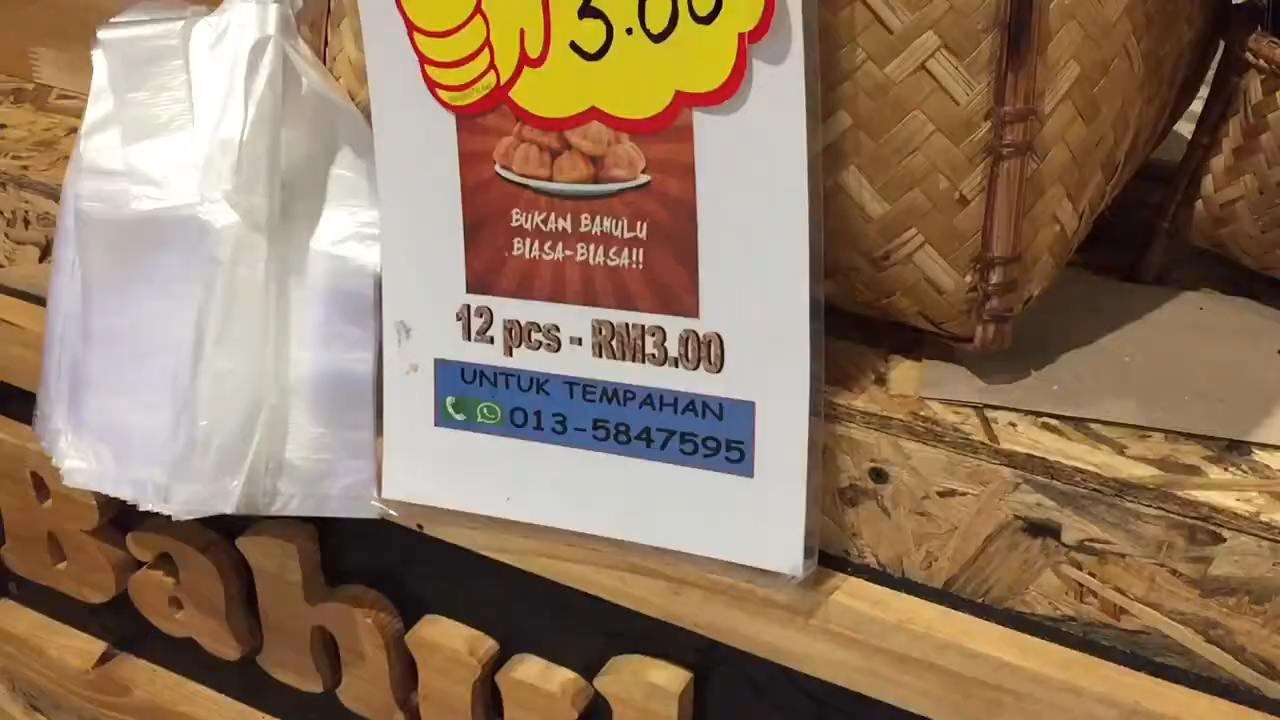 3.00
BUKAN BAHULU
BIASA-BIASA!!
12 pcs - RM3.00
UNTUK TEMPAHAN
013-5847595